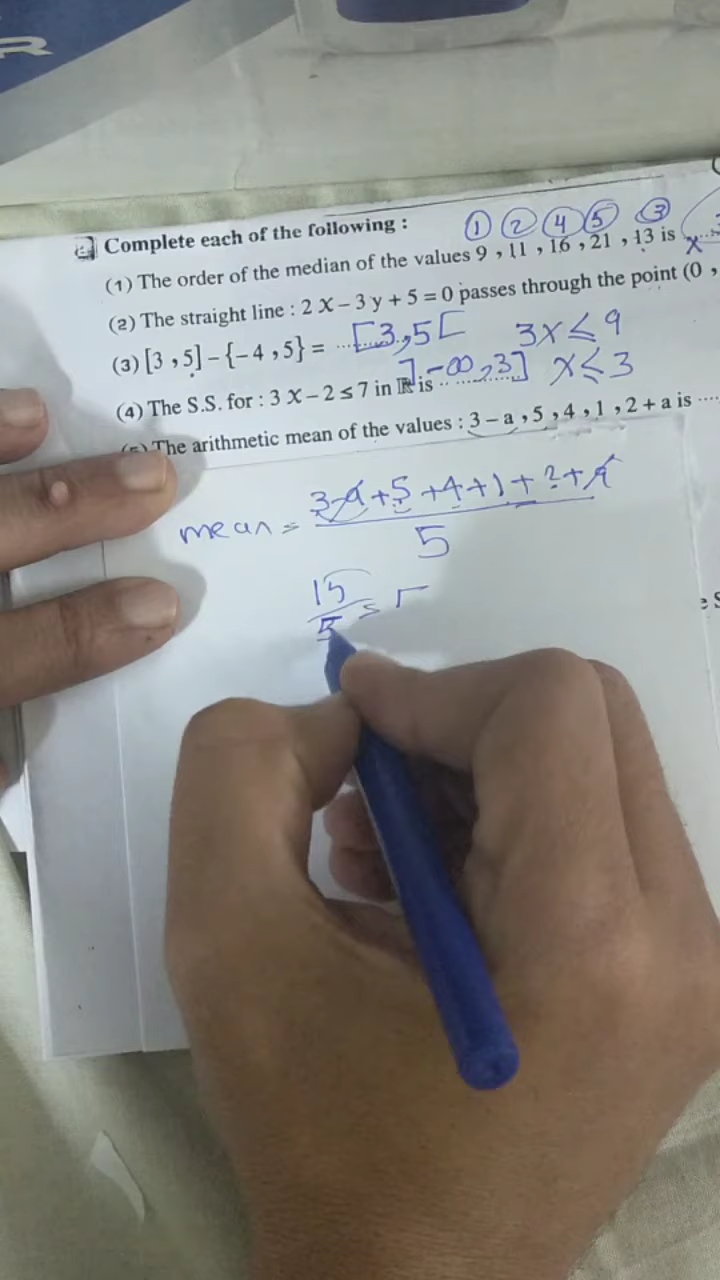 R
Complete each of the following : ① ② ④ ⑤ ③
(1) The order of the median of the values 9 , 11 , 16 , 21 , 13 is ....
x
(2) The straight line : 2 X – 3 y + 5 = 0 passes through the point (0 ,
(3) [3 , 5] – {– 4 , 5} = ........ [3,5[ 3x ≤ 9
(4) The S.S. for : 3 X – 2 ≤ 7 in ℝ is ........ ]-∞,3] x ≤ 3
The arithmetic mean of the values : 3 – a , 5 , 4 , 1 , 2 + a is ....
mean = 3-a+5+4+1+2+a
5
15
5 =